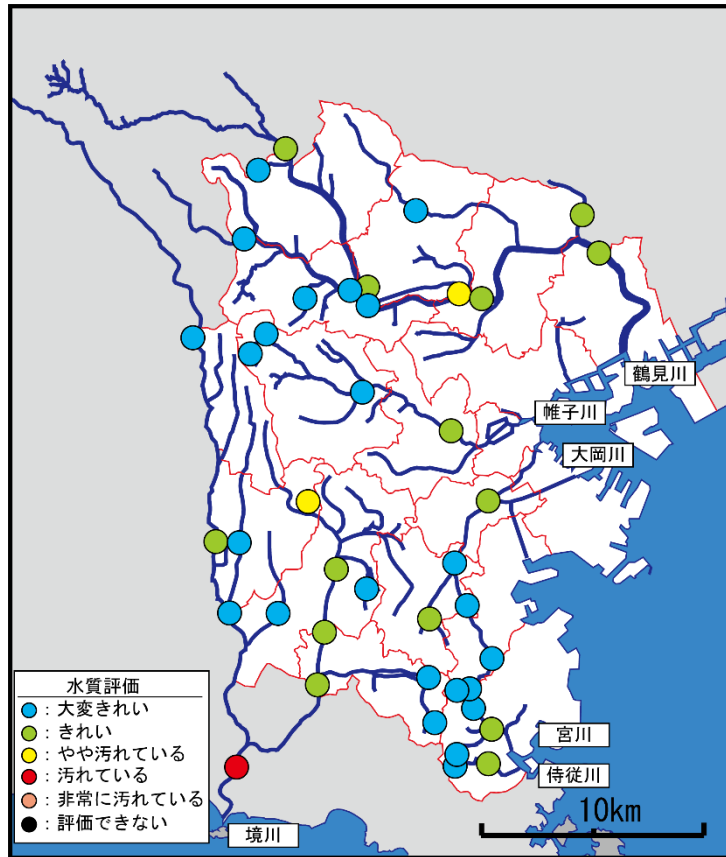 鶴見川
帷子川
大岡川
水質評価
：大変きれい
：きれい
：やや汚れている
：汚れている
：非常に汚れている
：評価できない
宮川
侍従川
10km
境川